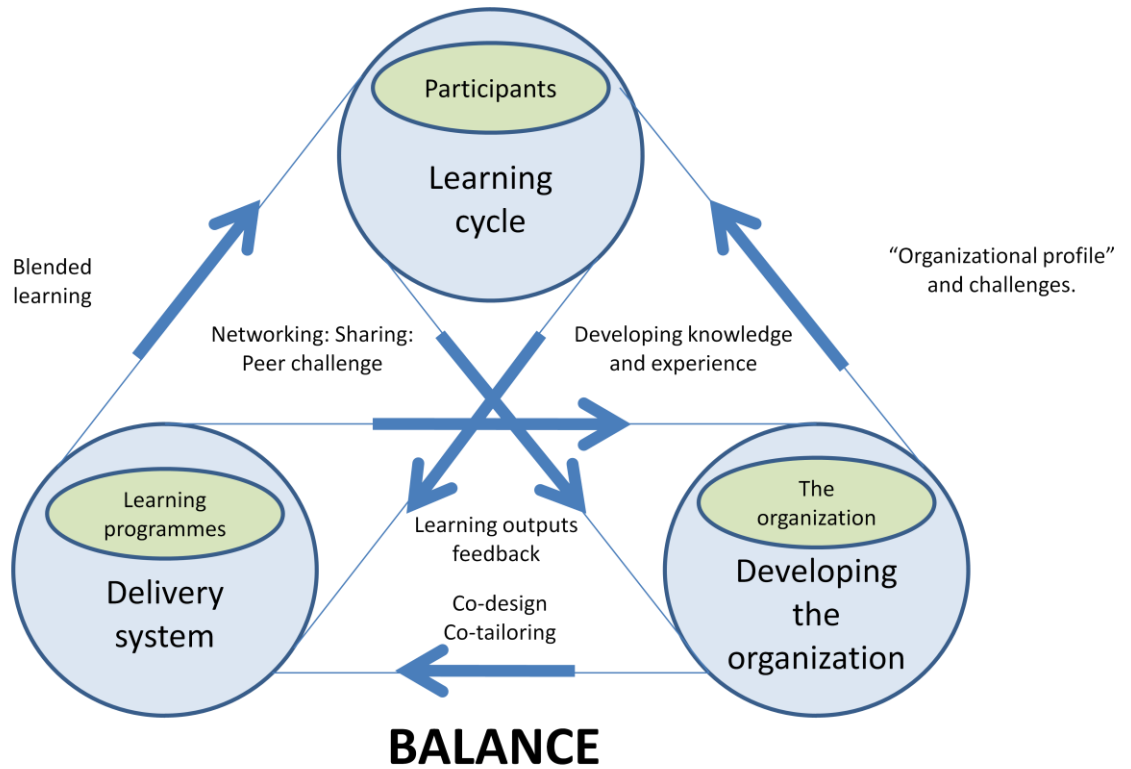 Participants
Learning
cycle
Blended
learning
“Organizational profile”
and challenges.
Networking: Sharing:
Peer challenge
Developing knowledge
and experience
Learning
programmes
Delivery
system
Learning outputs
feedback
The
organization
Developing
the
organization
Co-design
Co-tailoring
BALANCE